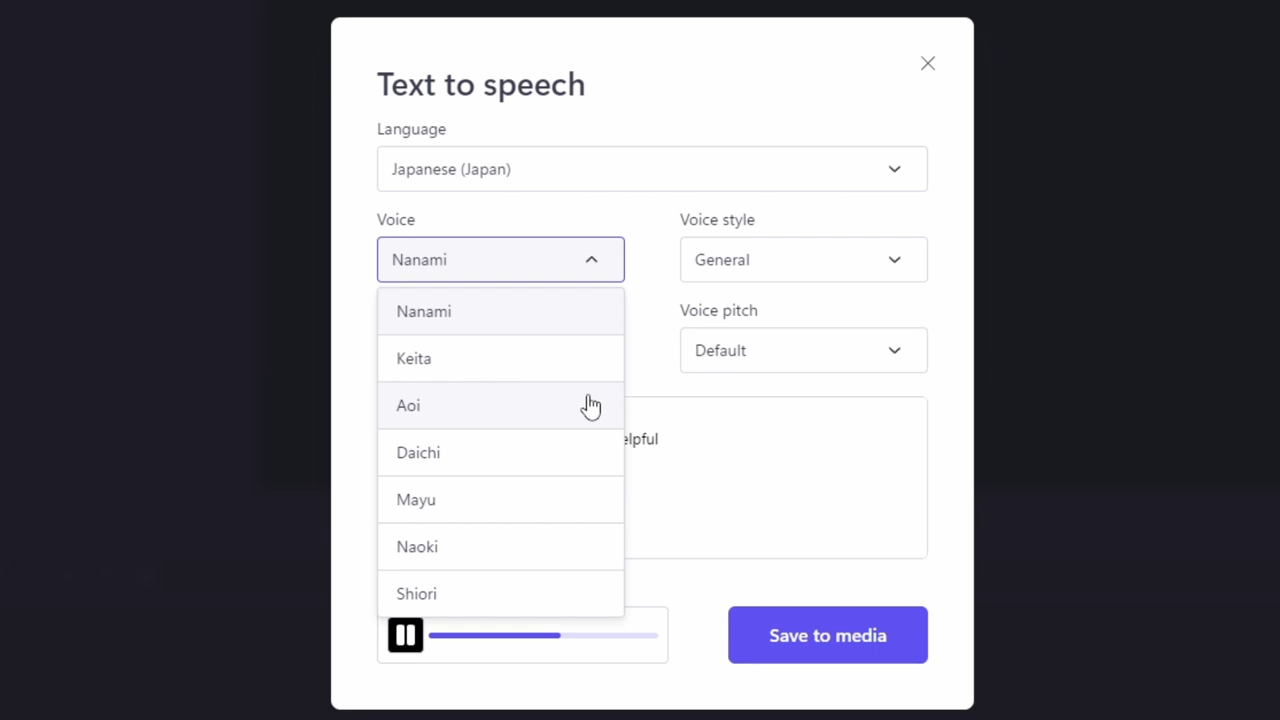 Text to speech
Language
Japanese (Japan)
Voice
Voice style
Nanami
General
Nanami
Voice pitch
Keita
Default
Aoi
Daichi
Mayu
Naoki
Shiori
Save to media